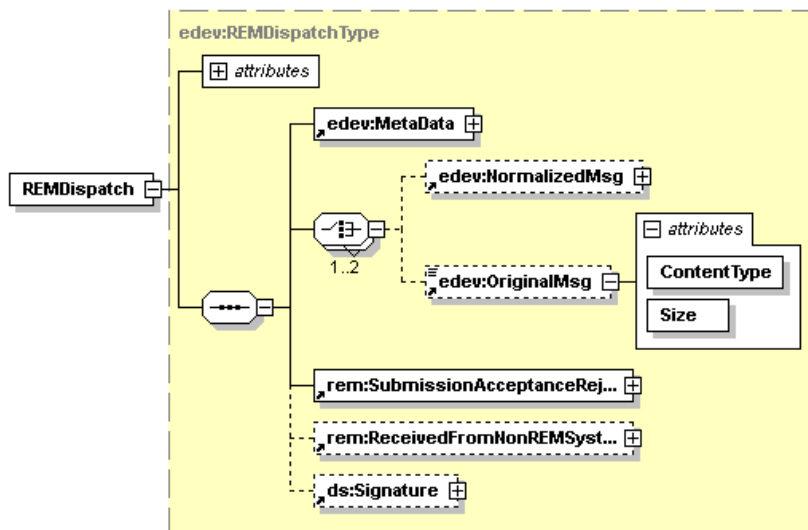 edev:REMDispatchType
attributes
edev:MetaData
edev:NormalizedMsg
REMDispatch
attributes
1..2
edev:OriginalMsg
ContentType
Size
rem:SubmissionAcceptanceRej...
rem:ReceivedFromNonREMSyst...
ds:Signature